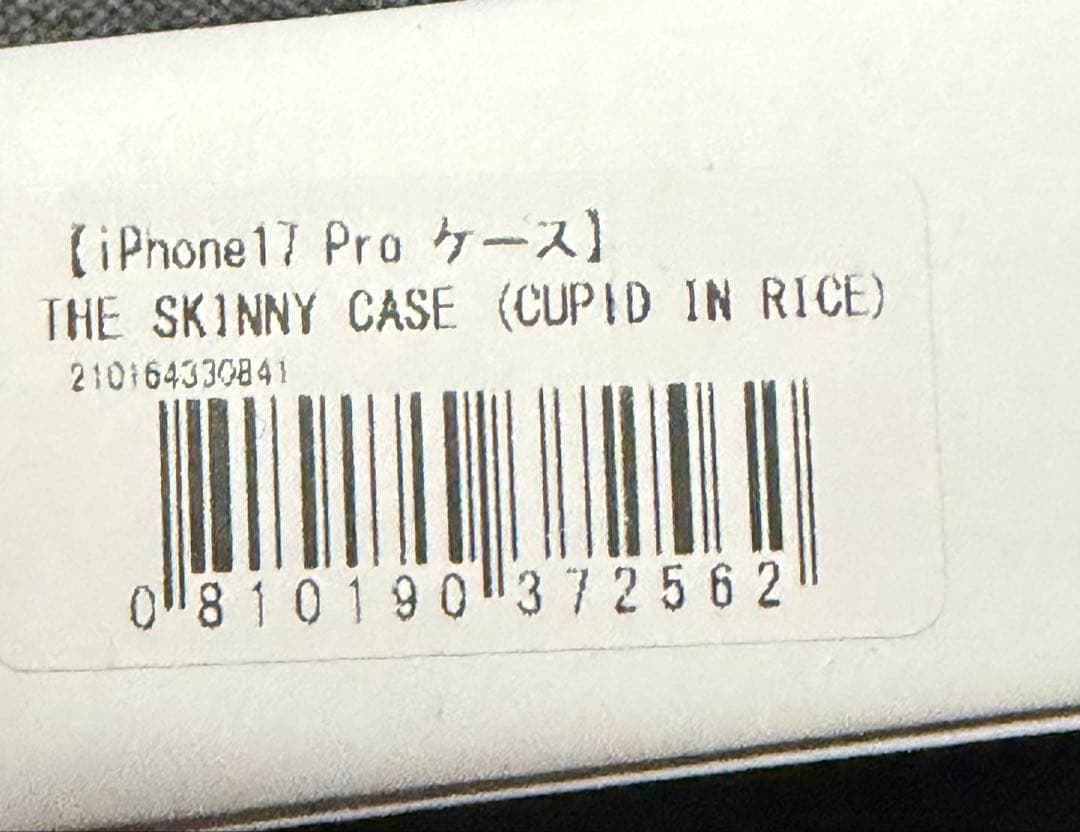 【iPhone17 Pro ケース】
THE SKINNY CASE (CUPID IN RICE)
210164330841
0 810190 372562